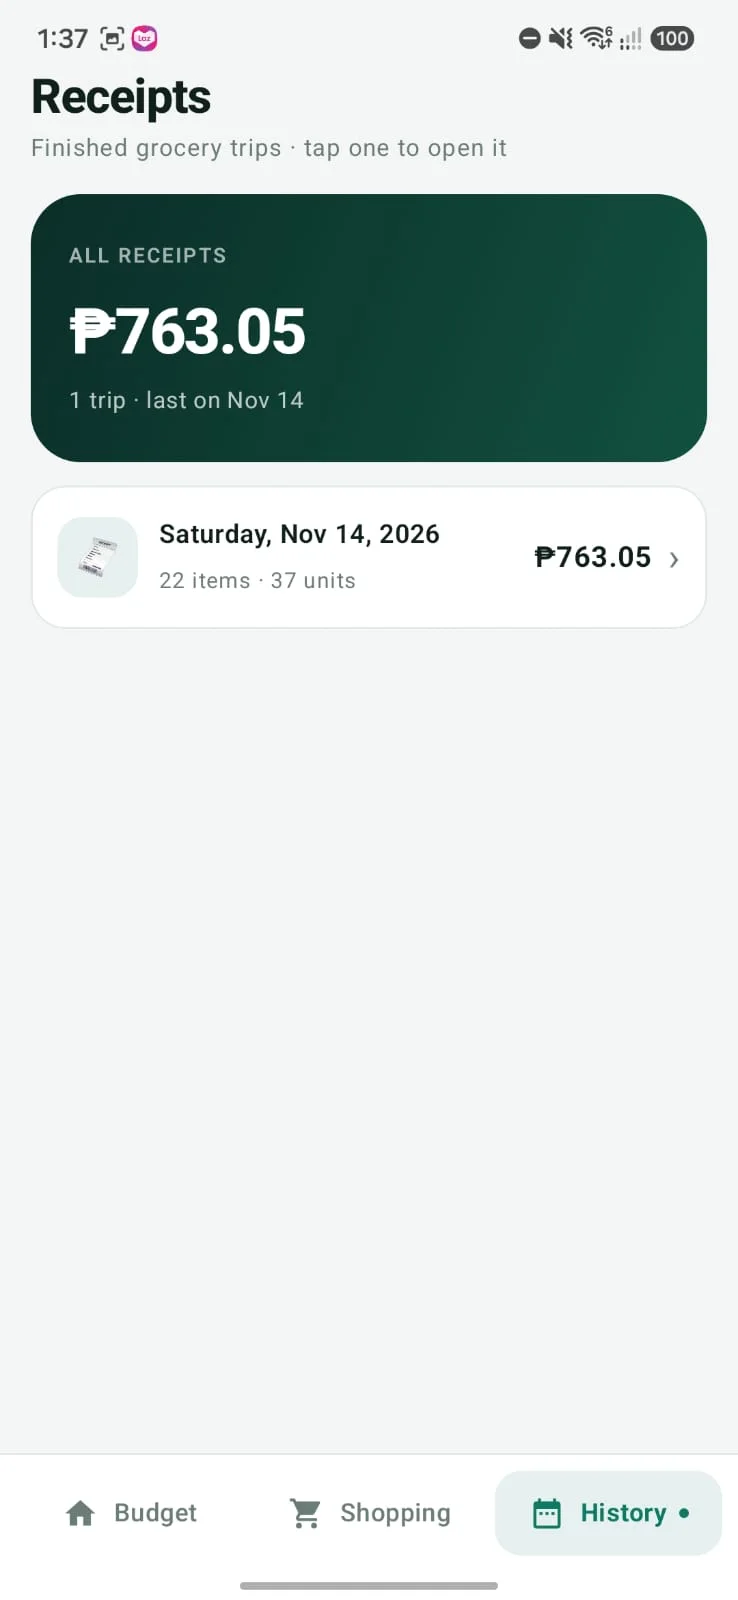 1:37
100
Receipts
Finished grocery trips · tap one to open it
ALL RECEIPTS
₱763.05
1 trip · last on Nov 14
Saturday, Nov 14, 2026
22 items · 37 units
₱763.05 ›
Budget
Shopping
History •